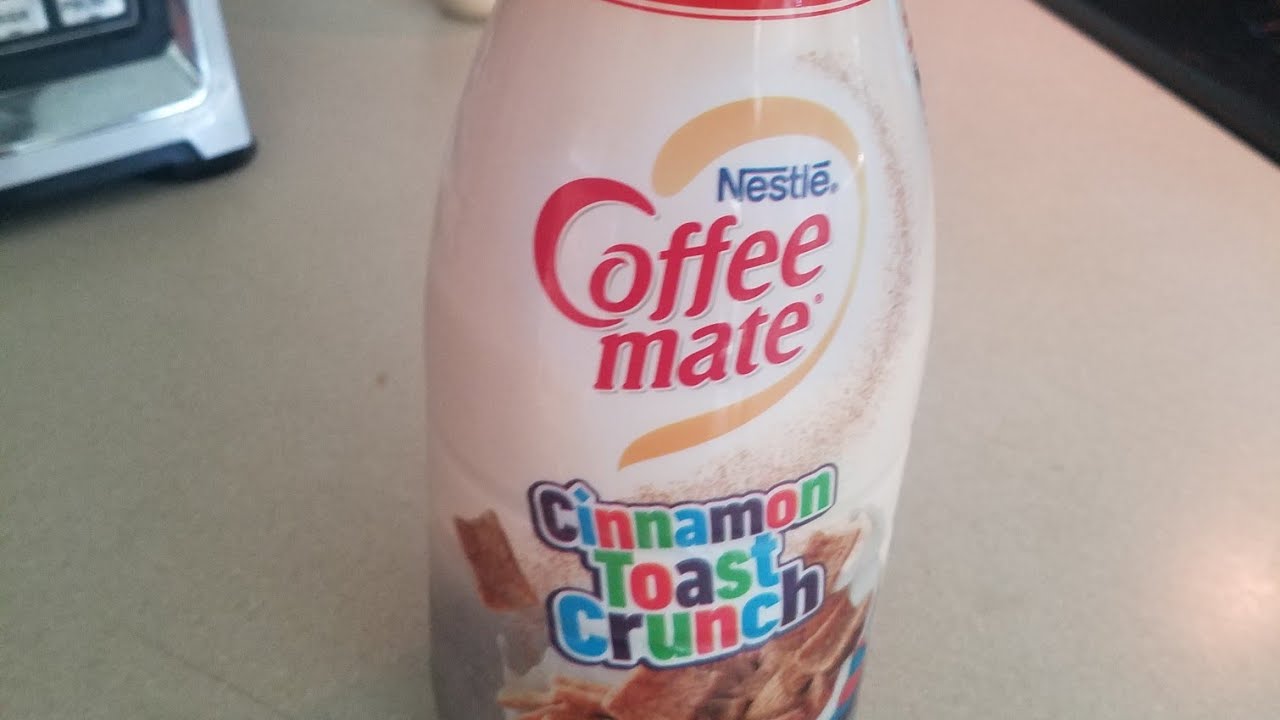 Nestlé®
Coffee
mate®
Cinnamon
Toast
Crunch